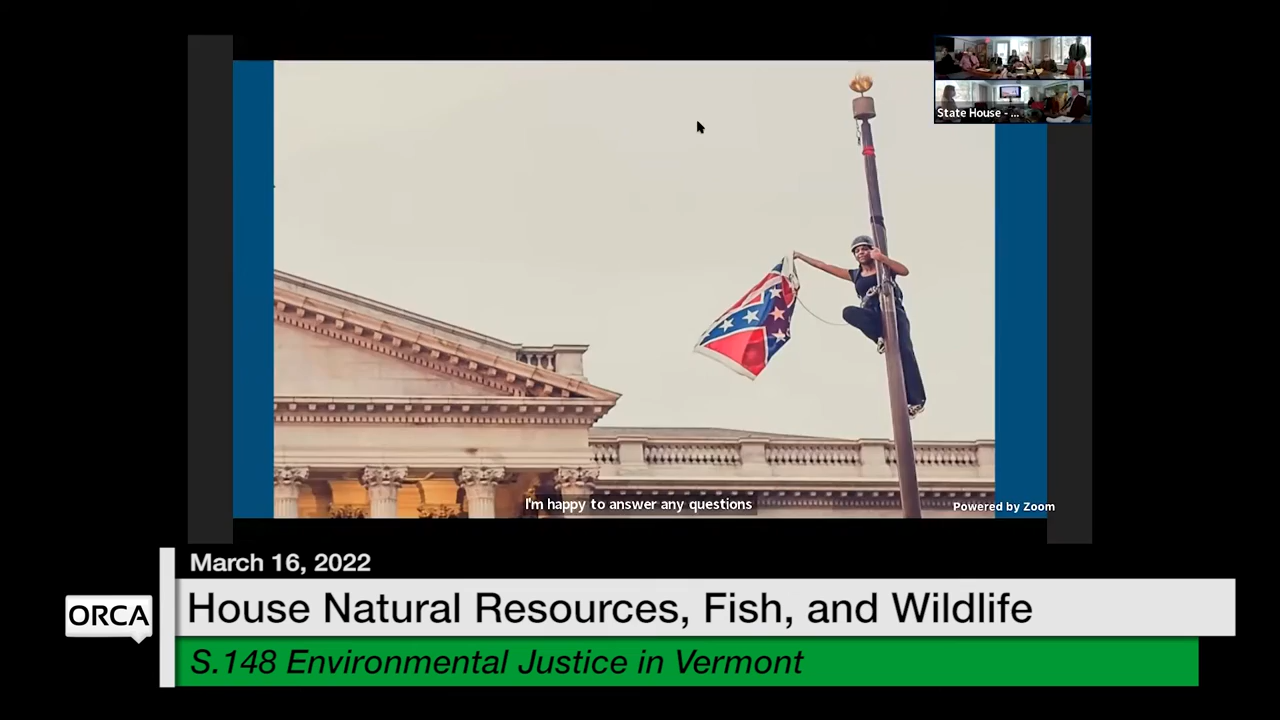 State House - ...
I'm happy to answer any questions
Powered by Zoom
March 16, 2022
ORCA
House Natural Resources, Fish, and Wildlife
S.148 Environmental Justice in Vermont